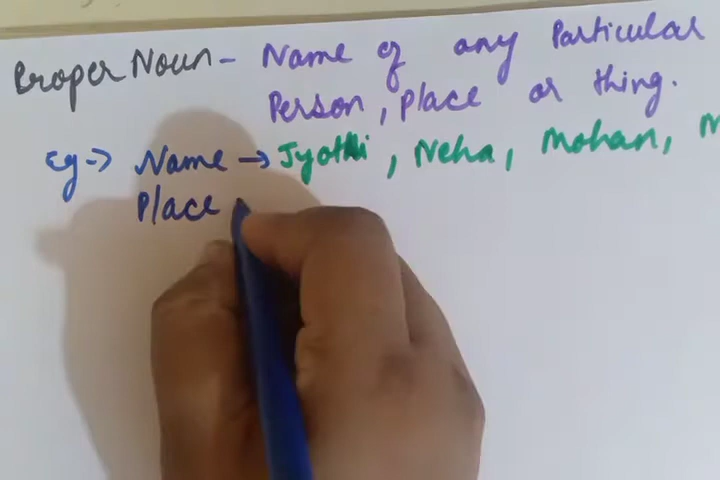 Proper Noun - Name of any Particular
Person, Place or thing.
Eg -> Name -> Jyothi, Neha, Mohan, M
Place